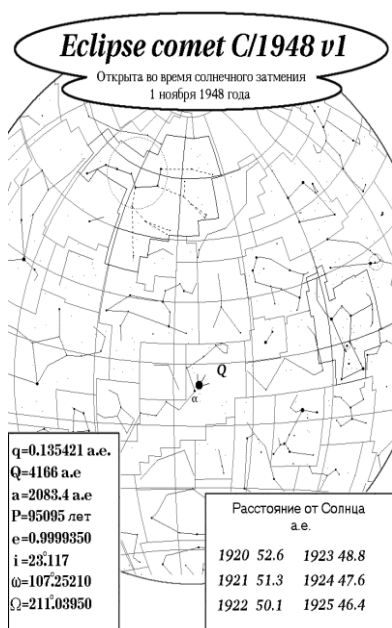 Eclipse comet C/1948 v1
Открыта во время солнечного затмения
1 ноября 1948 года
Q
α
q=0.135421 а.е.
Q=4166 а.е
a=2083.4 а.е
P=95095 лет
e=0.9999350
i=23°.117
ω=107°.25210
Ω=211°.03950
Расстояние от Солнца
а.е.
1920 52.6 1923 48.8
1921 51.3 1924 47.6
1922 50.1 1925 46.4